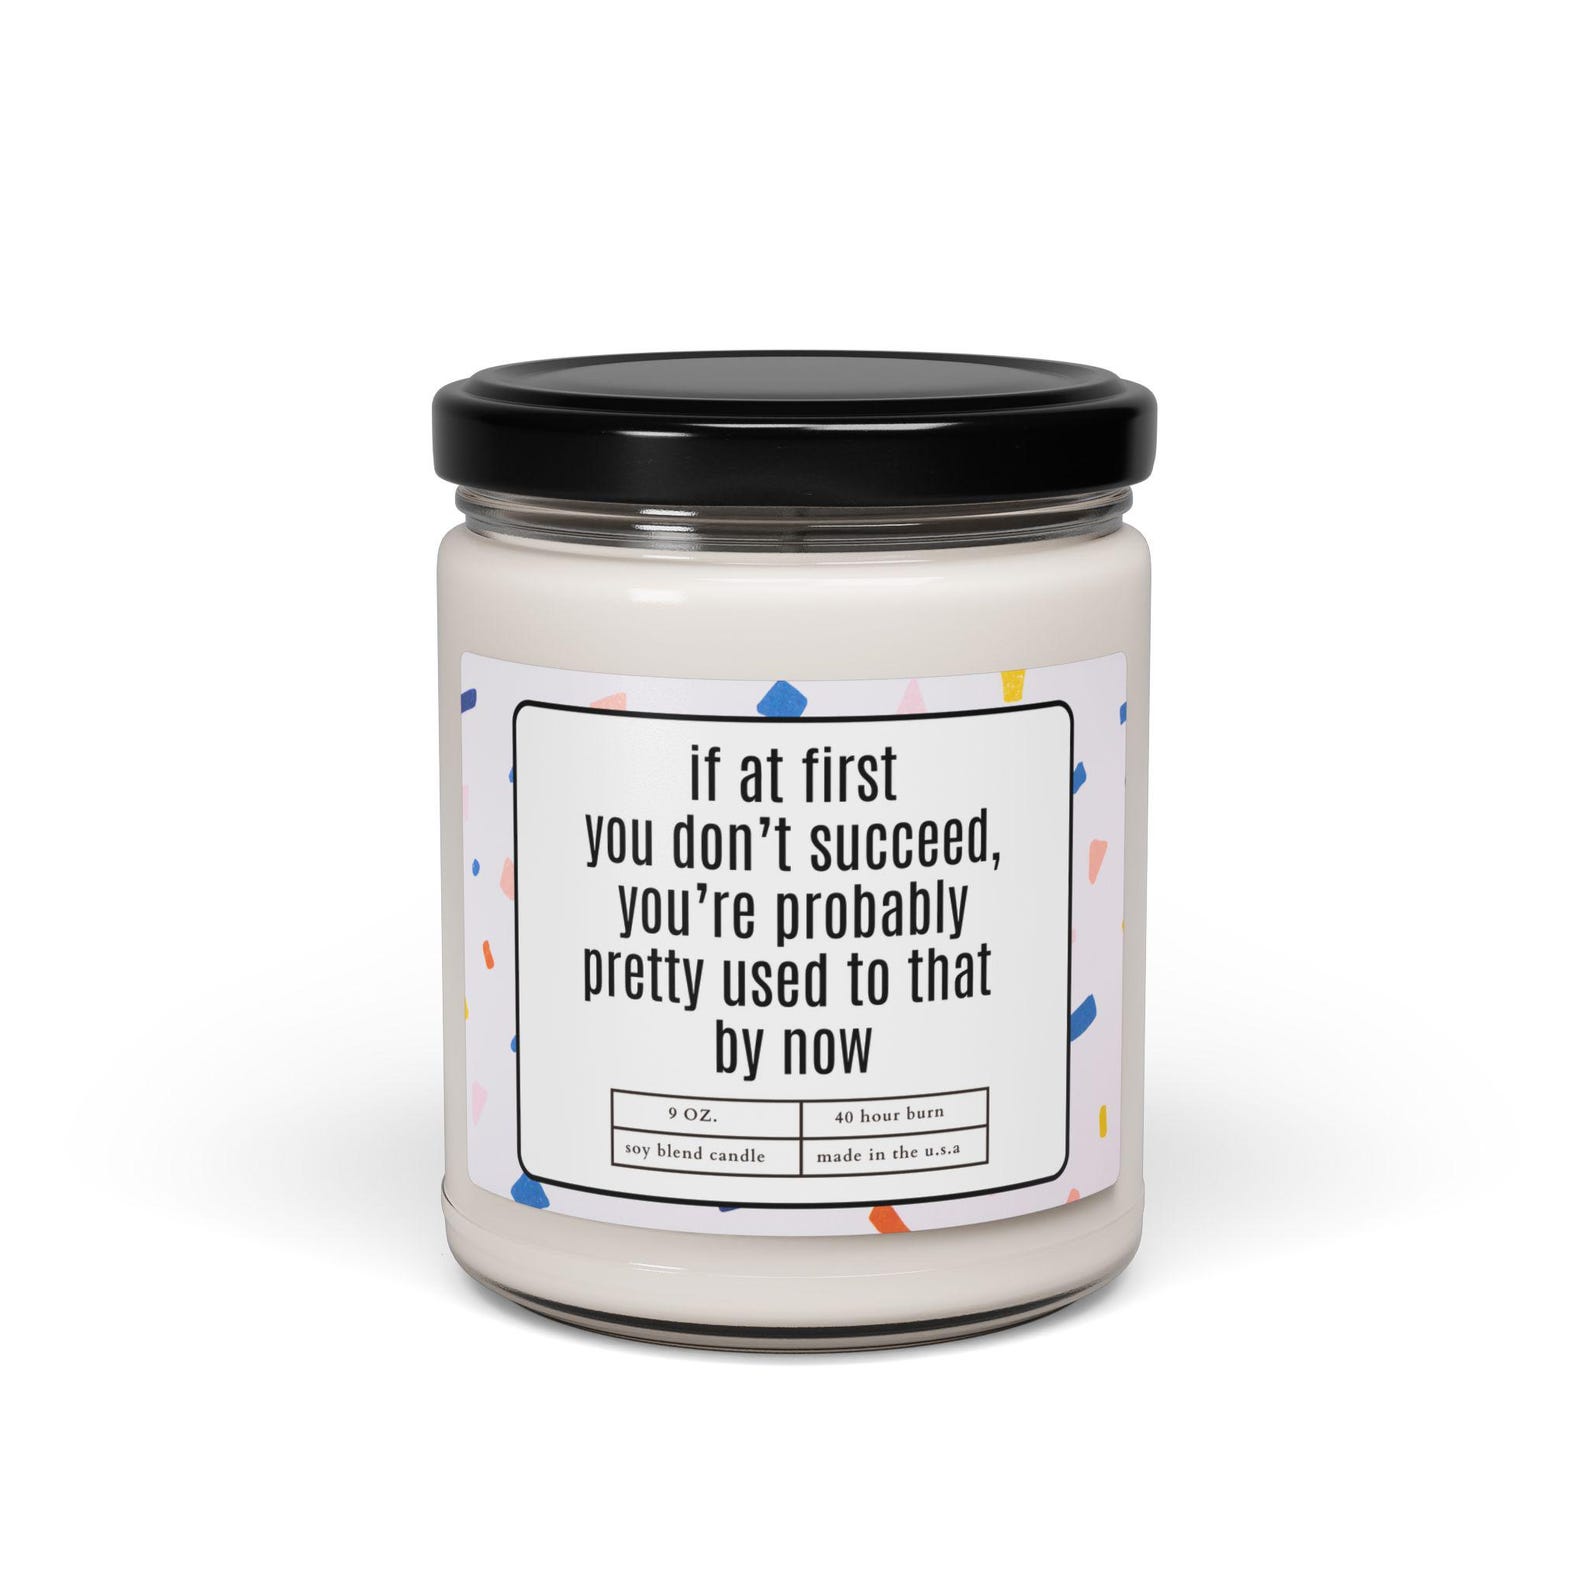 if at first
you don’t succeed,
you’re probably
pretty used to that
by now
9 OZ.
40 hour burn
soy blend candle
made in the u.s.a